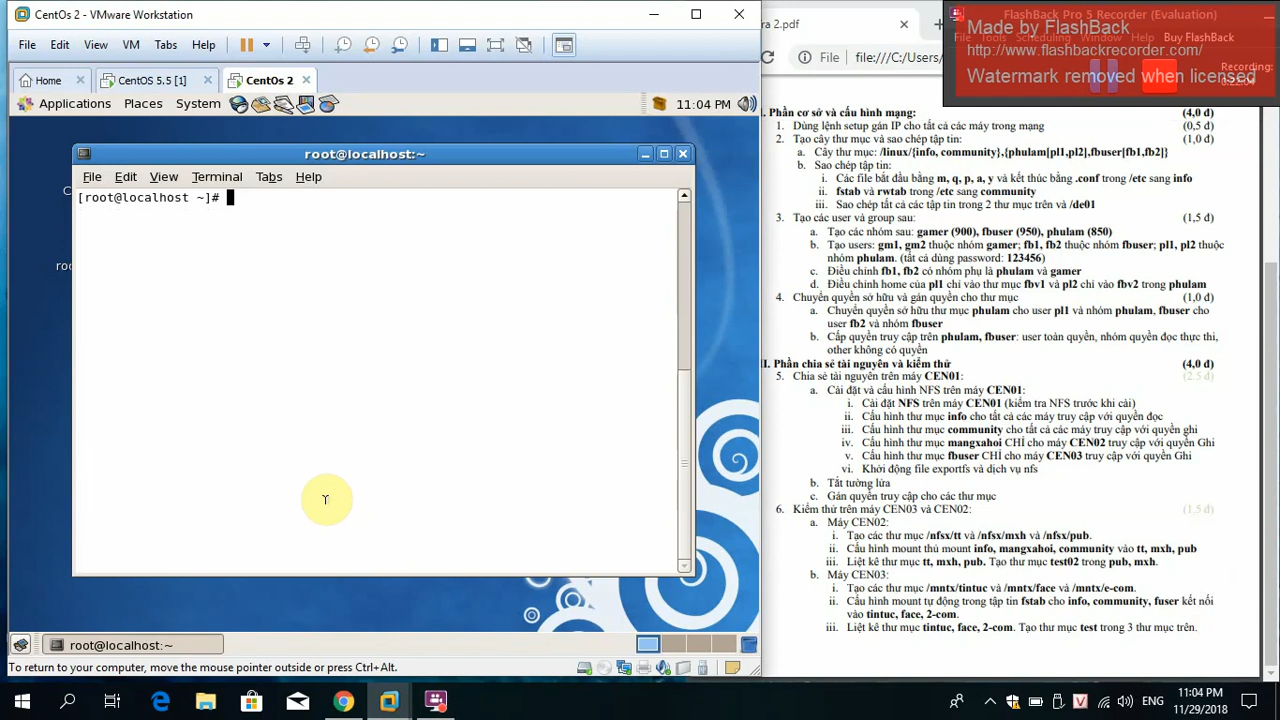 CentOs 2 - VMware Workstation
File Edit View VM Tabs Help
Home
CentOS 5.5 [1]
CentOs 2
Applications Places System
11:04 PM
root@localhost:~
File Edit View Terminal Tabs Help
[root@localhost ~]#
C
roo
root@localhost:~
To return to your computer, move the mouse pointer outside or press Ctrl+Alt.
ra 2.pdf
File file:///C:/Users/
FlashBack Pro 5 Recorder (Evaluation)
Made by FlashBack
File Tools Scheduling Window Help Buy FlashBack
http://www.flashbackrecorder.com/
Watermark removed when licensed
Recording:
0:22:04
I. Phần cơ sở và cấu hình mạng: (4,0 đ)
1. Dùng lệnh setup gán IP cho tất cả các máy trong mạng (0,5 đ)
2. Tạo cây thư mục và sao chép tập tin: (1,0 đ)
a. Cây thư mục: /linux/{info, community},{phulam[pl1,pl2],fbuser[fb1,fb2]}
b. Sao chép tập tin:
i. Các file bắt đầu bằng m, q, p, a, y và kết thúc bằng .conf trong /etc sang info
ii. fstab và rwtab trong /etc sang community
iii. Sao chép tất cả các tập tin trong 2 thư mục trên và /de01
3. Tạo các user và group sau: (1,5 đ)
a. Tạo các nhóm sau: gamer (900), fbuser (950), phulam (850)
b. Tạo users: gm1, gm2 thuộc nhóm gamer; fb1, fb2 thuộc nhóm fbuser; pl1, pl2 thuộc
nhóm phulam. (tất cả dùng password: 123456)
c. Điều chỉnh fb1, fb2 có nhóm phụ là phulam và gamer
d. Điều chỉnh home của pl1 chỉ vào thư mục fbv1 và pl2 chỉ vào fbv2 trong phulam
4. Chuyển quyền sở hữu và gán quyền cho thư mục (1,0 đ)
a. Chuyển quyền sở hữu thư mục phulam cho user pl1 và nhóm phulam, fbuser cho
user fb2 và nhóm fbuser
b. Cấp quyền truy cập trên phulam, fbuser: user toàn quyền, nhóm quyền đọc thực thi,
other không có quyền
II. Phần chia sẻ tài nguyên và kiểm thử (4,0 đ)
5. Chia sẻ tài nguyên trên máy CEN01: (2.5 đ)
a. Cài đặt và cấu hình NFS trên máy CEN01:
i. Cài đặt NFS trên máy CEN01 (kiểm tra NFS trước khi cài)
ii. Cấu hình thư mục info cho tất cả các máy truy cập với quyền đọc
iii. Cấu hình thư mục community cho tất cả các máy truy cập với quyền ghi
iv. Cấu hình thư mục mangxahoi CHỈ cho máy CEN02 truy cập với quyền Ghi
v. Cấu hình thư mục fbuser CHỈ cho máy CEN03 truy cập với quyền Ghi
vi. Khởi động file exportfs và dịch vụ nfs
b. Tắt tường lửa
c. Gán quyền truy cập cho các thư mục
6. Kiểm thử trên máy CEN03 và CEN02: (1,5 đ)
a. Máy CEN02:
i. Tạo các thư mục /nfsx/tt và /nfsx/mxh và /nfsx/pub.
ii. Cấu hình mount thủ mount info, mangxahoi, community vào tt, mxh, pub
iii. Liệt kê thư mục tt, mxh, pub. Tạo thư mục test02 trong pub, mxh.
b. Máy CEN03:
i. Tạo các thư mục /mntx/tintuc và /mntx/face và /mntx/e-com.
ii. Cấu hình mount tự động trong tập tin fstab cho info, community, fuser kết nối
vào tintuc, face, 2-com.
iii. Liệt kê thư mục tintuc, face, 2-com. Tạo thư mục test trong 3 thư mục trên.
ENG
11:04 PM
11/29/2018